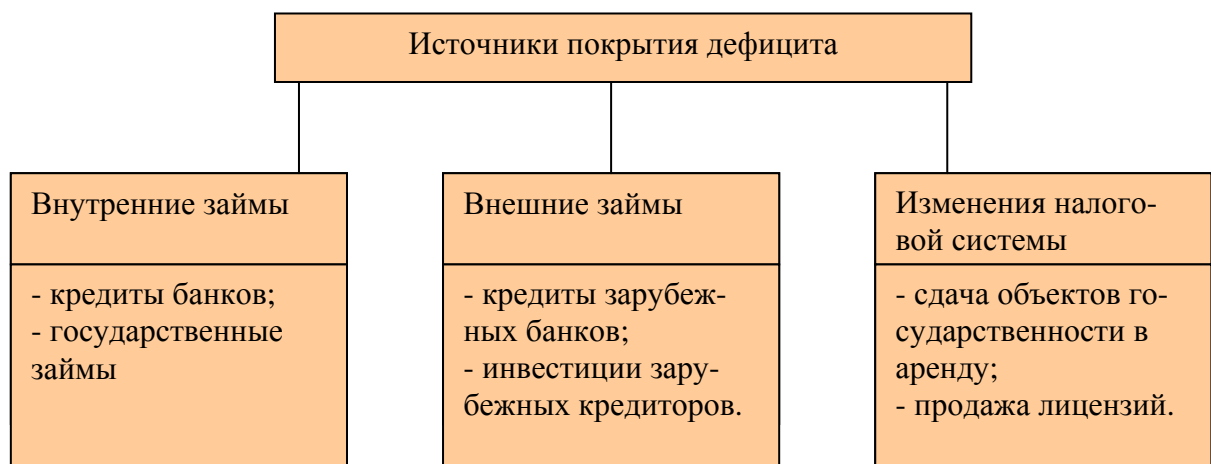 Источники покрытия дефицита
Внутренние займы
- кредиты банков;
- государственные
займы
Внешние займы
- кредиты зарубеж-
ных банков;
- инвестиции зару-
бежных кредиторов.
Изменения налого-
вой системы
- сдача объектов го-
сударственности в
аренду;
- продажа лицензий.